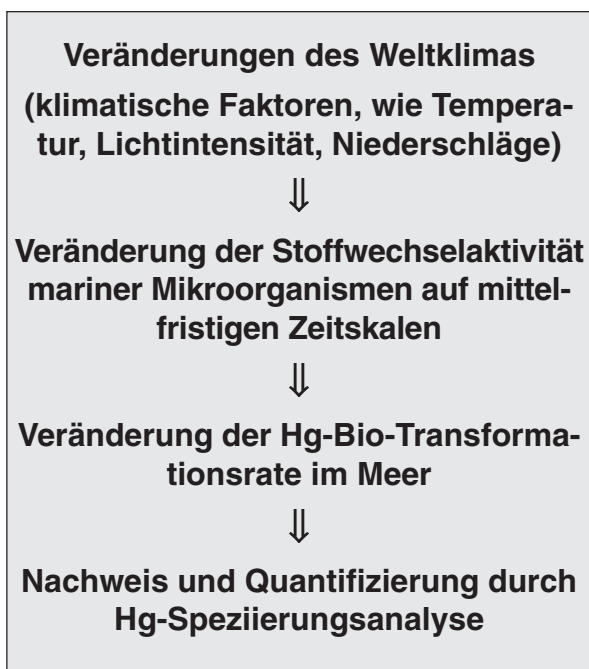 Veränderungen des Weltklimas
(klimatische Faktoren, wie Tempera-
tur, Lichtintensität, Niederschläge)
⇓
Veränderung der Stoffwechselaktivität
mariner Mikroorganismen auf mittel-
fristigen Zeitskalen
⇓
Veränderung der Hg-Bio-Transforma-
tionsrate im Meer
⇓
Nachweis und Quantifizierung durch
Hg-Speziierungsanalyse